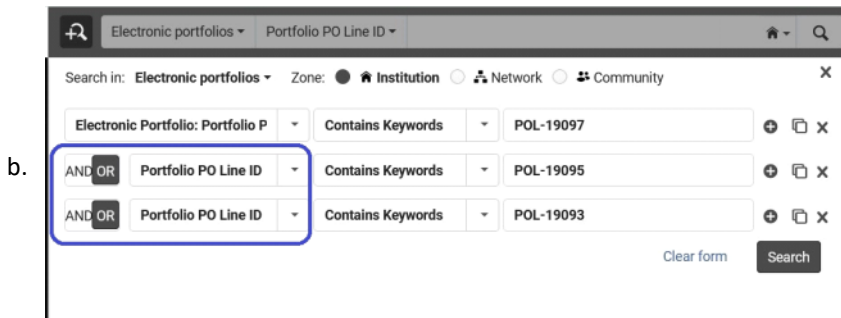 Electronic portfolios Portfolio PO Line ID
Search in: Electronic portfolios Zone: Institution Network Community
Electronic Portfolio: Portfolio P Contains Keywords POL-19097
b. AND OR Portfolio PO Line ID Contains Keywords POL-19095
AND OR Portfolio PO Line ID Contains Keywords POL-19093
Clear form Search